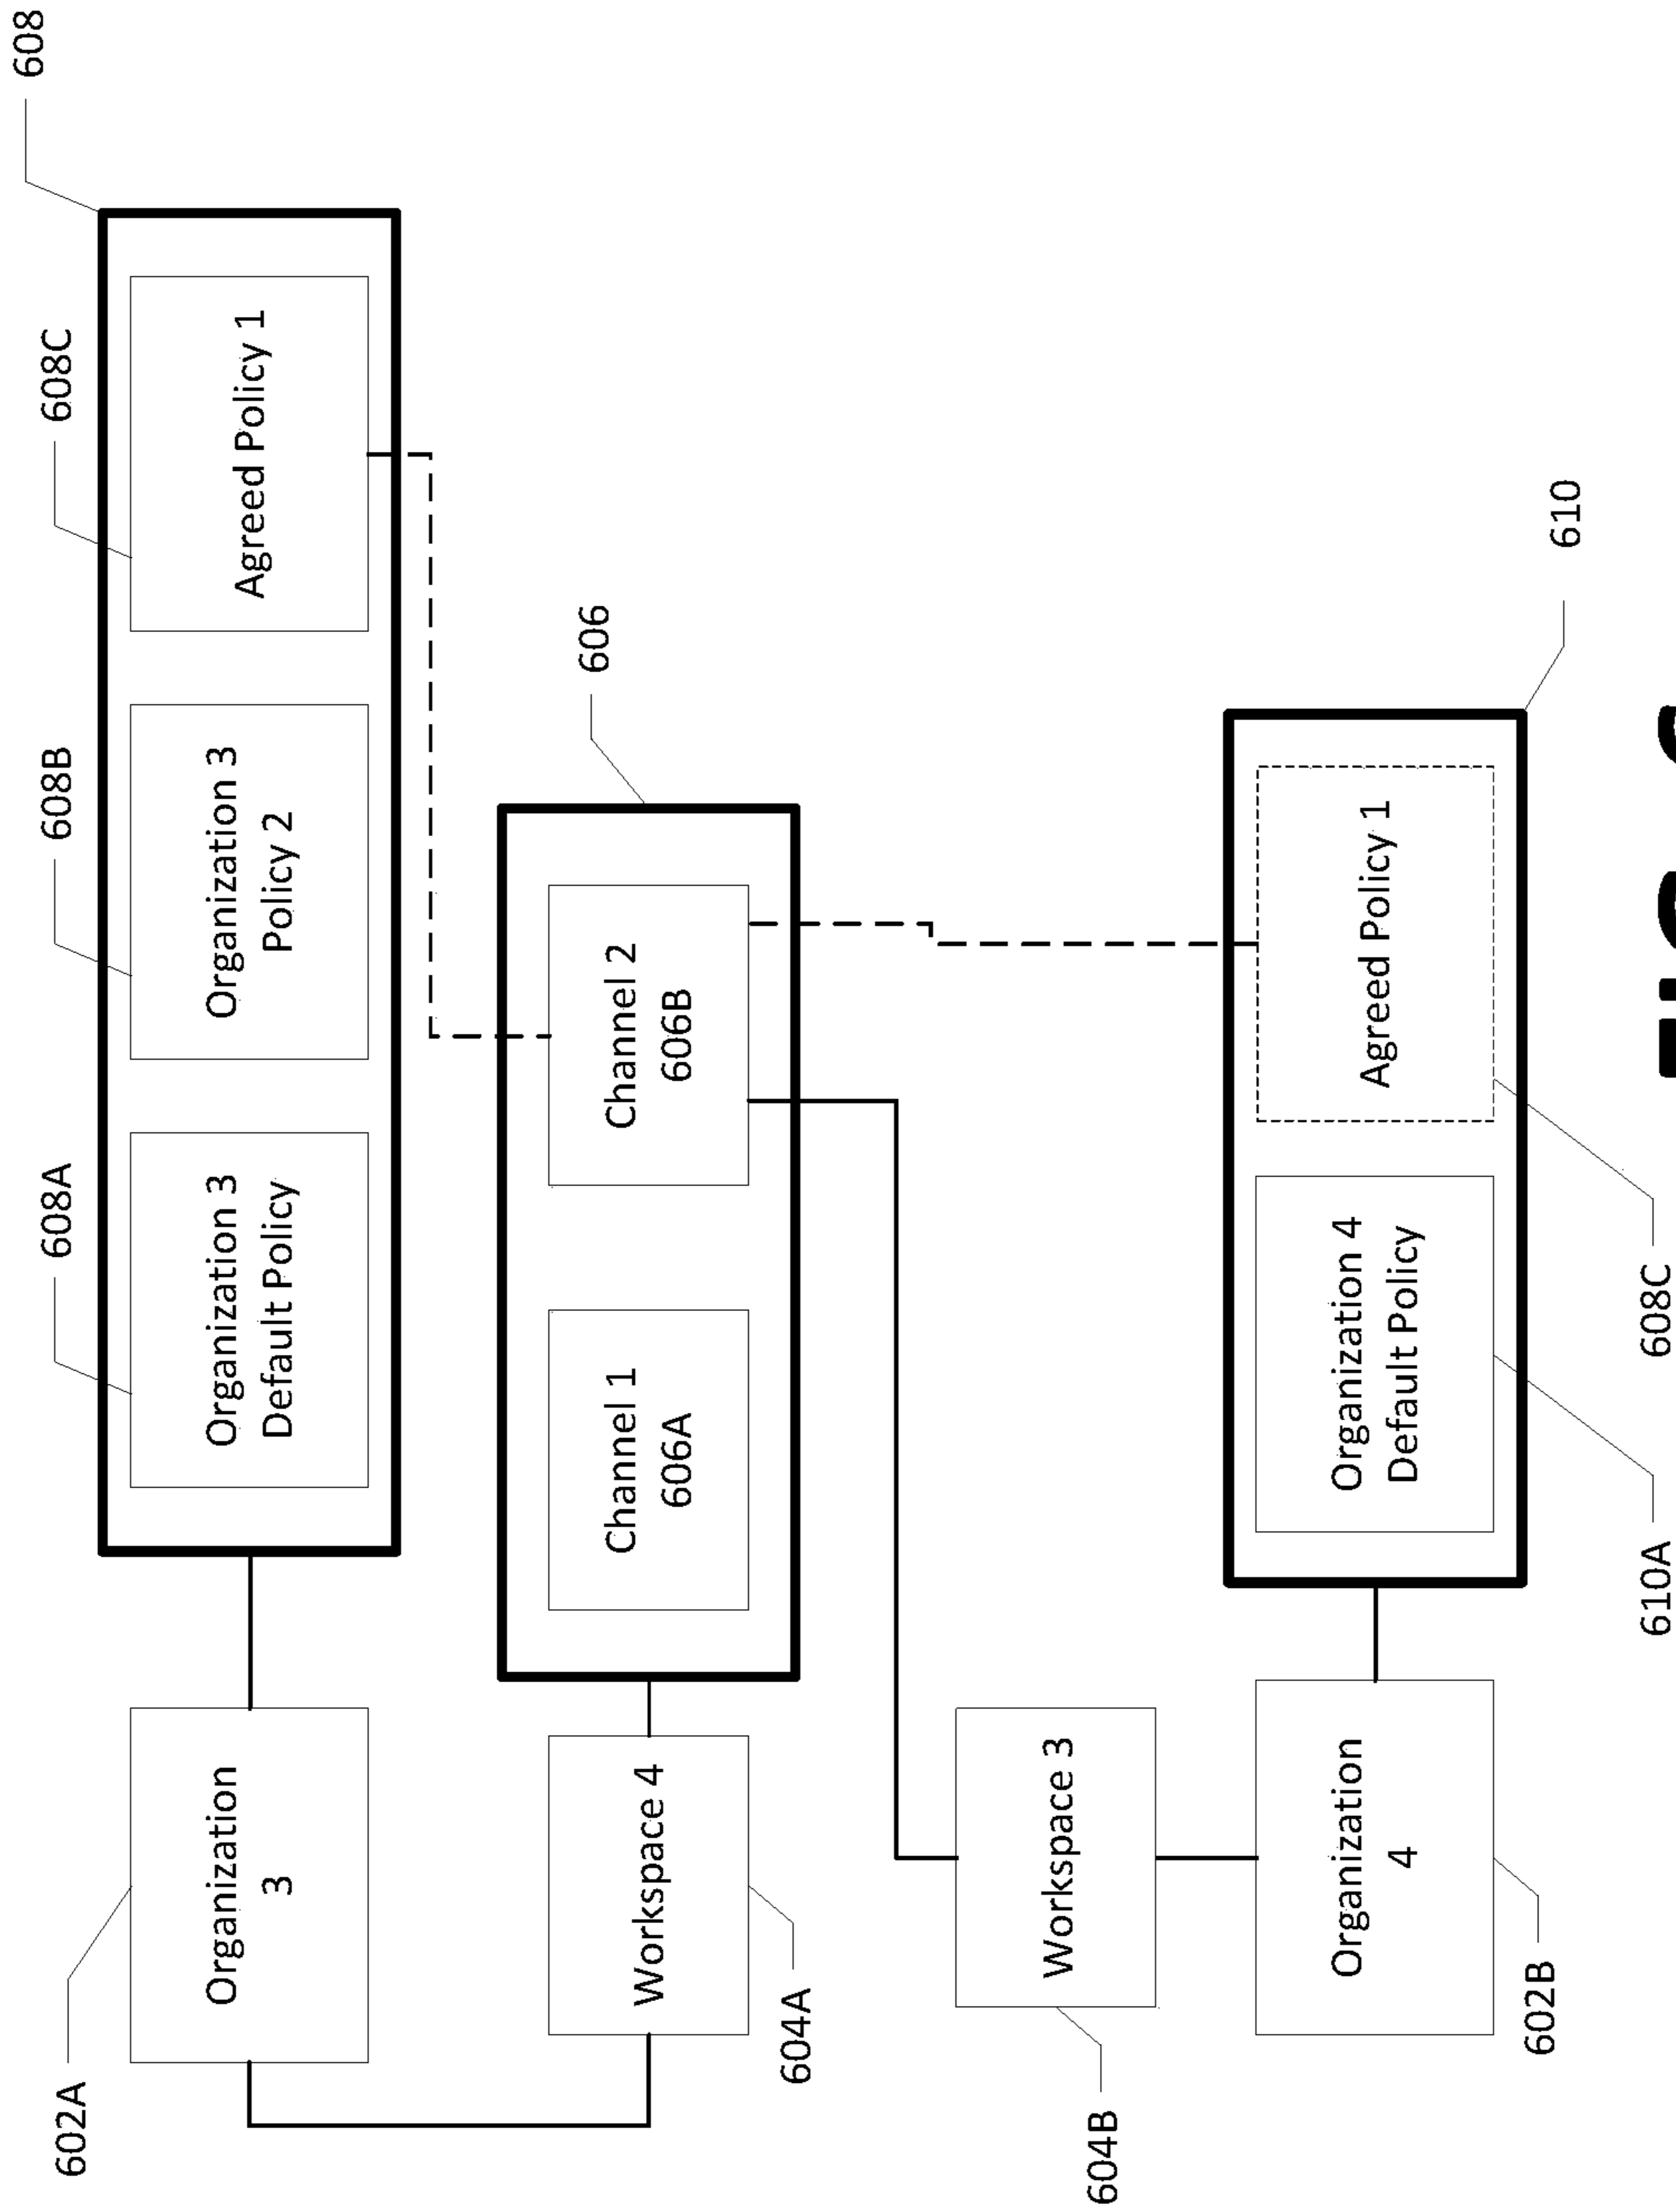 608
602A
608A
608B
608C
Organization
3
Organization 3
Default Policy
Organization 3
Policy 2
Agreed Policy 1
606
Workspace 4
Channel 1
606A
Channel 2
606B
604A
Workspace 3
604B
Organization
4
Organization 4
Default Policy
Agreed Policy 1
602B
610
610A
608C